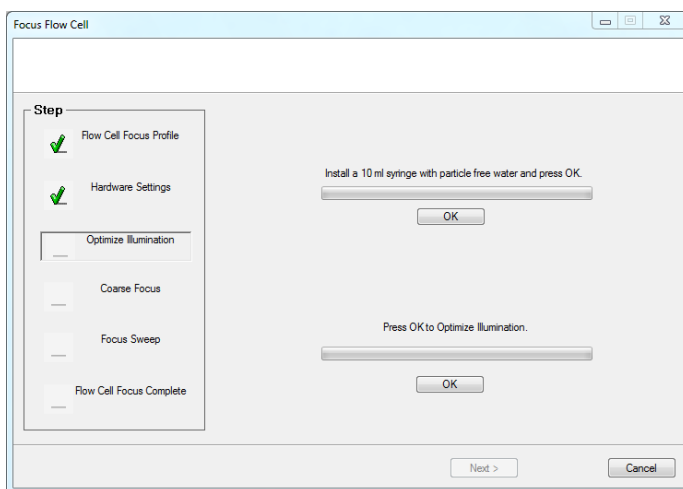 Focus Flow Cell
Step
Flow Cell Focus Profile
Hardware Settings
Optimize Illumination
Coarse Focus
Focus Sweep
Flow Cell Focus Complete
Install a 10 ml syringe with particle free water and press OK.
OK
Press OK to Optimize Illumination.
OK
Next >
Cancel